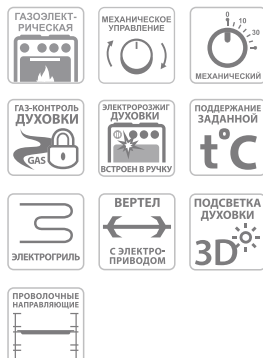 ГАЗОЭЛЕКТ-
РИЧЕСКАЯ
МЕХАНИЧЕСКОЕ
УПРАВЛЕНИЕ
0
10
30
МЕХАНИЧЕСКИЙ
ГАЗ-КОНТРОЛЬ
ДУХОВКИ
GAS
ЭЛЕКТРОРОЗЖИГ
ДУХОВКИ
ВСТРОЕН В РУЧКУ
ПОДДЕРЖАНИЕ
ЗАДАННОЙ
t°C
ЭЛЕКТРОГРИЛЬ
ВЕРТЕЛ
С ЭЛЕКТРО-
ПРИВОДОМ
ПОДСВЕТКА
ДУХОВКИ
3D
ПРОВОЛОЧНЫЕ
НАПРАВЛЯЮЩИЕ